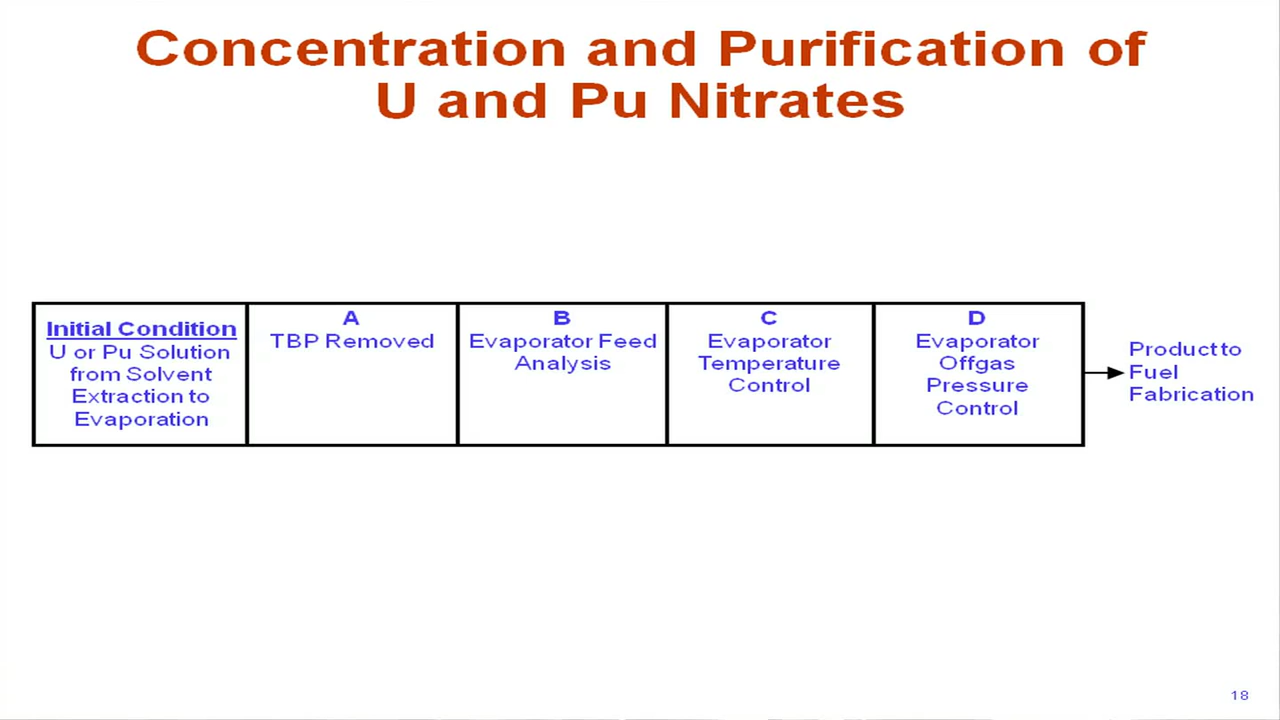 Concentration and Purification of
U and Pu Nitrates
Initial Condition
U or Pu Solution
from Solvent
Extraction to
Evaporation
A
TBP Removed
B
Evaporator Feed
Analysis
C
Evaporator
Temperature
Control
D
Evaporator
Offgas
Pressure
Control
Product to
Fuel
Fabrication
18